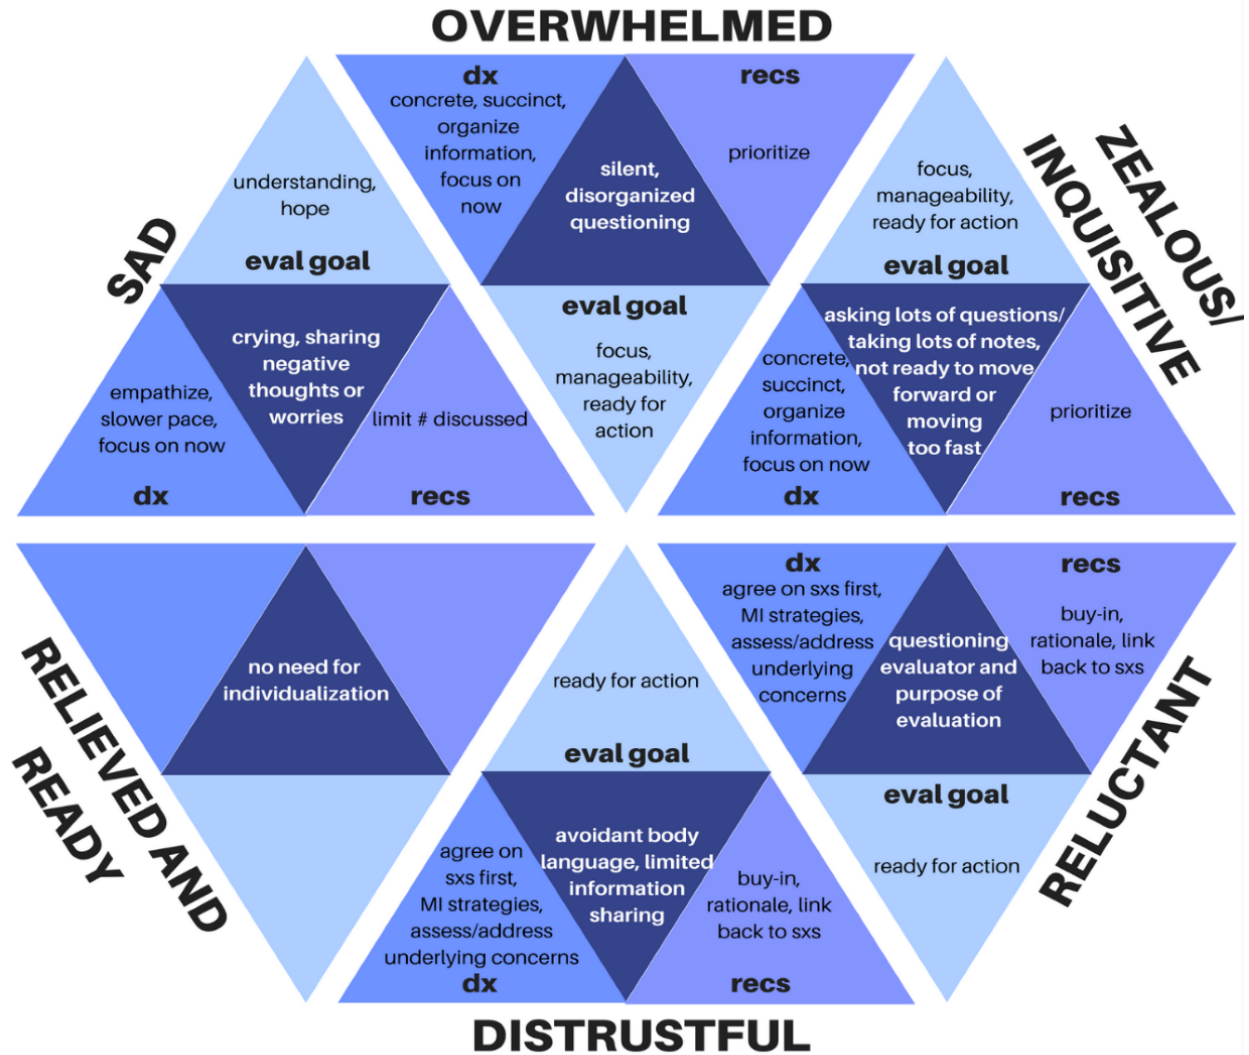 OVERWHELMED
dx
concrete, succinct,
organize
information,
focus on
now
silent,
disorganized
questioning
recs
prioritize
eval goal
focus,
manageability,
ready for
action
SAD
understanding,
hope
eval goal
crying, sharing
negative
thoughts or
worries
empathize,
slower pace,
focus on now
dx
limit # discussed
recs
ZEALOUS/
INQUISITIVE
focus,
manageability,
ready for action
eval goal
asking lots of questions/
taking lots of notes,
not ready to move
forward or
moving
too fast
concrete,
succinct,
organize
information,
focus on now
dx
prioritize
recs
RELIEVED AND
READY
no need for
individualization
ready for action
eval goal
avoidant body
language, limited
information
sharing
agree on
sxs first,
MI strategies,
assess/address
underlying concerns
dx
buy-in,
rationale, link
back to sxs
recs
DISTRUSTFUL
dx
agree on sxs first,
MI strategies,
assess/address
underlying
concerns
questioning
evaluator and
purpose of
evaluation
recs
buy-in,
rationale, link
back to sxs
eval goal
ready for action
RELUCTANT